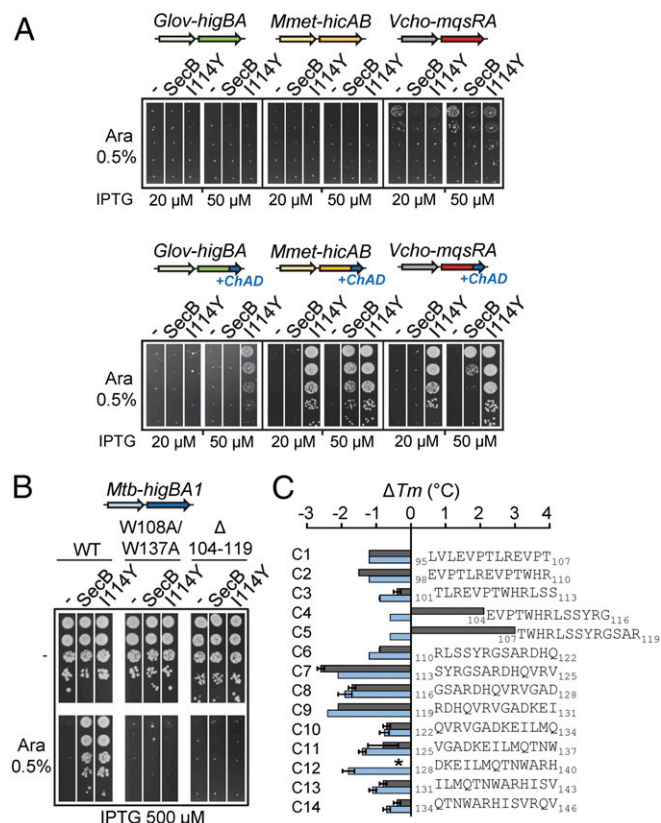 A
Glov-higBA Mmet-hicAB Vcho-mqsRA
- SecB I114Y - SecB I114Y - SecB I114Y - SecB I114Y - SecB I114Y - SecB I114Y
Ara
0.5%
IPTG 20 µM 50 µM 20 µM 50 µM 20 µM 50 µM
Glov-higBA Mmet-hicAB Vcho-mqsRA
+ChAD +ChAD +ChAD
- SecB I114Y - SecB I114Y - SecB I114Y - SecB I114Y - SecB I114Y - SecB I114Y
Ara
0.5%
IPTG 20 µM 50 µM 20 µM 50 µM 20 µM 50 µM
B
Mtb-higBA1
WT W108A/W137A Δ104-119
- SecB I114Y - SecB I114Y - SecB I114Y
-
Ara
0.5%
IPTG 500 µM
C
ΔTm (°C)
-3 -2 -1 0 1 2 3 4
C1 95LVLEVPTLREVPT107
C2 98EVPTLREVPTWHR110
C3 101TLREVPTWHRLSS113
C4 104EVPTWHRLSSYRG116
C5 107TWHRLSSYRGSAR119
C6 110RLSSYRGSARDHQ122
C7 113SYRGSARDHQVRV125
C8 116GSARDHQVRVGAD128
C9 119RDHQVRVGADKEI131
C10 122QVRVGADKEILMQ134
C11 125VGADKEILMQTNW137
C12 * 128DKEILMQTNWARH140
C13 131ILMQTNWARHISV143
C14 134QTNWARHISVRQV146